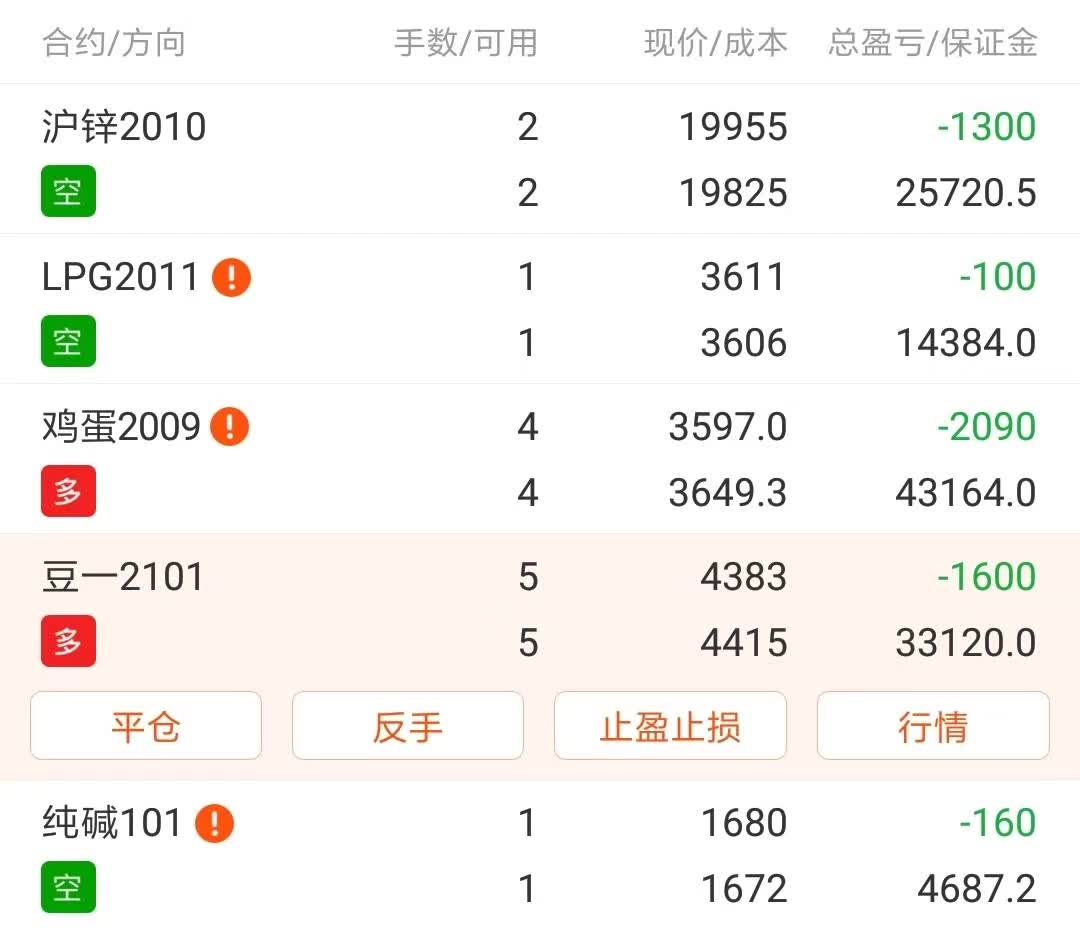 合约/方向 手数/可用 现价/成本 总盈亏/保证金
沪锌2010 2 19955 -1300
空 2 19825 25720.5
LPG2011 1 3611 -100
空 1 3606 14384.0
鸡蛋2009 4 3597.0 -2090
多 4 3649.3 43164.0
豆一2101 5 4383 -1600
多 5 4415 33120.0
平仓 反手 止盈止损 行情
纯碱101 1 1680 -160
空 1 1672 4687.2